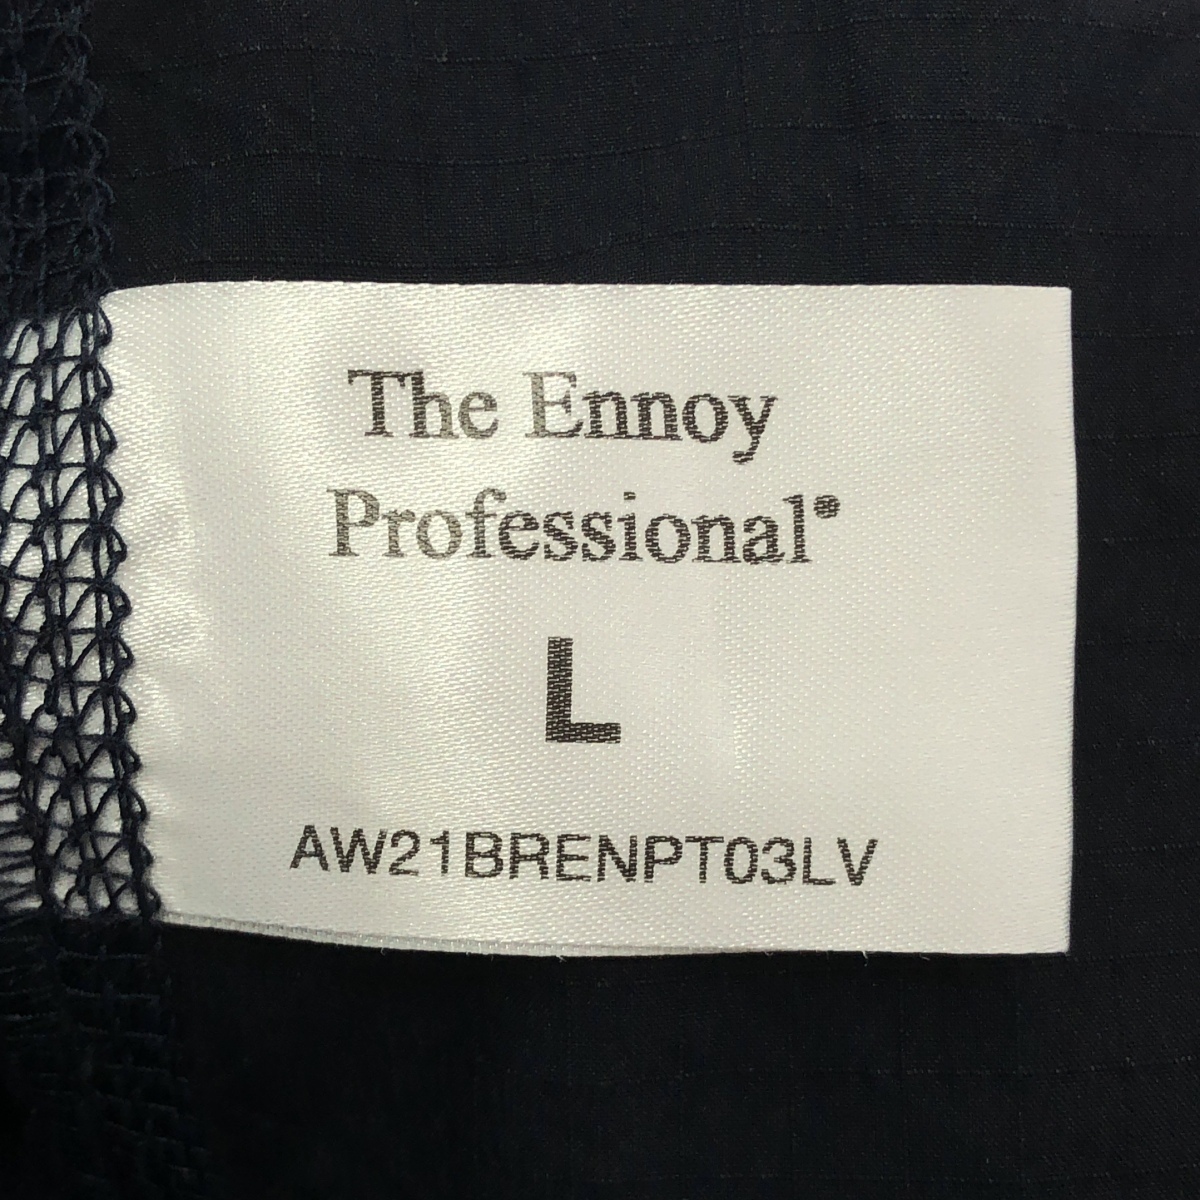 The Ennoy
Professional®
L
AW21BRENPT03LV